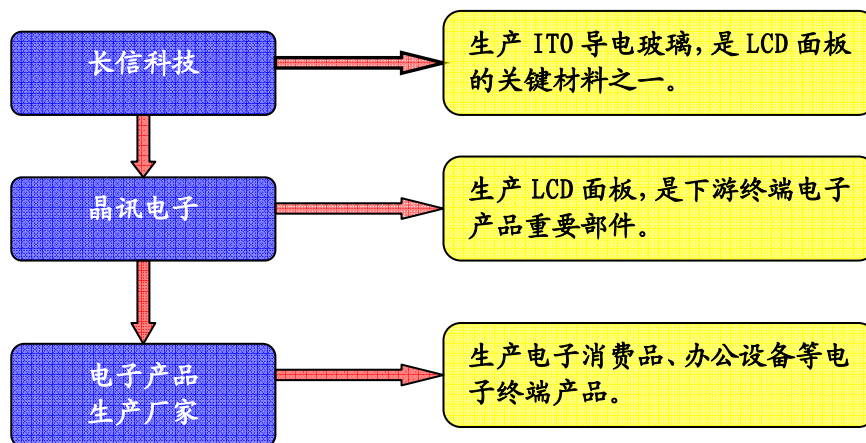 长信科技
生产 ITO 导电玻璃，是 LCD 面板
的关键材料之一。
晶讯电子
生产 LCD 面板，是下游终端电子
产品重要部件。
电子产品
生产厂家
生产电子消费品、办公设备等电
子终端产品。